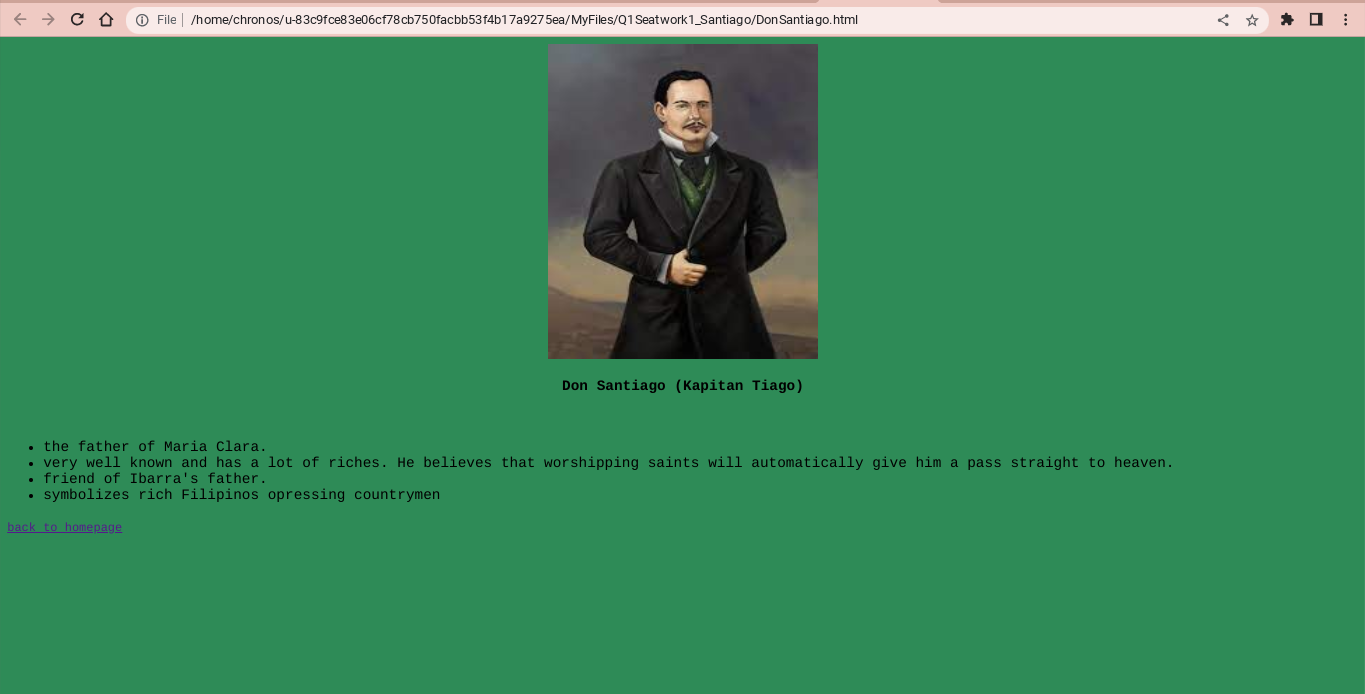 File /home/chronos/u-83c9fce83e06cf78cb750facbb53f4b17a9275ea/MyFiles/Q1Seatwork1_Santiago/DonSantiago.html
Don Santiago (Kapitan Tiago)
the father of Maria Clara.
very well known and has a lot of riches. He believes that worshipping saints will automatically give him a pass straight to heaven.
friend of Ibarra's father.
symbolizes rich Filipinos opressing countrymen
back to homepage